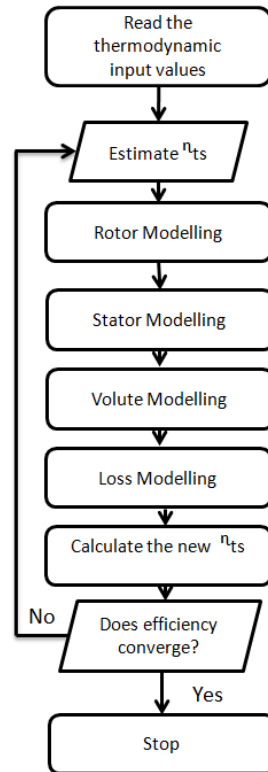 Read the
thermodynamic
input values
Estimate ηts
Rotor Modelling
Stator Modelling
Volute Modelling
Loss Modelling
Calculate the new ηts
Does efficiency
converge?
No
Yes
Stop